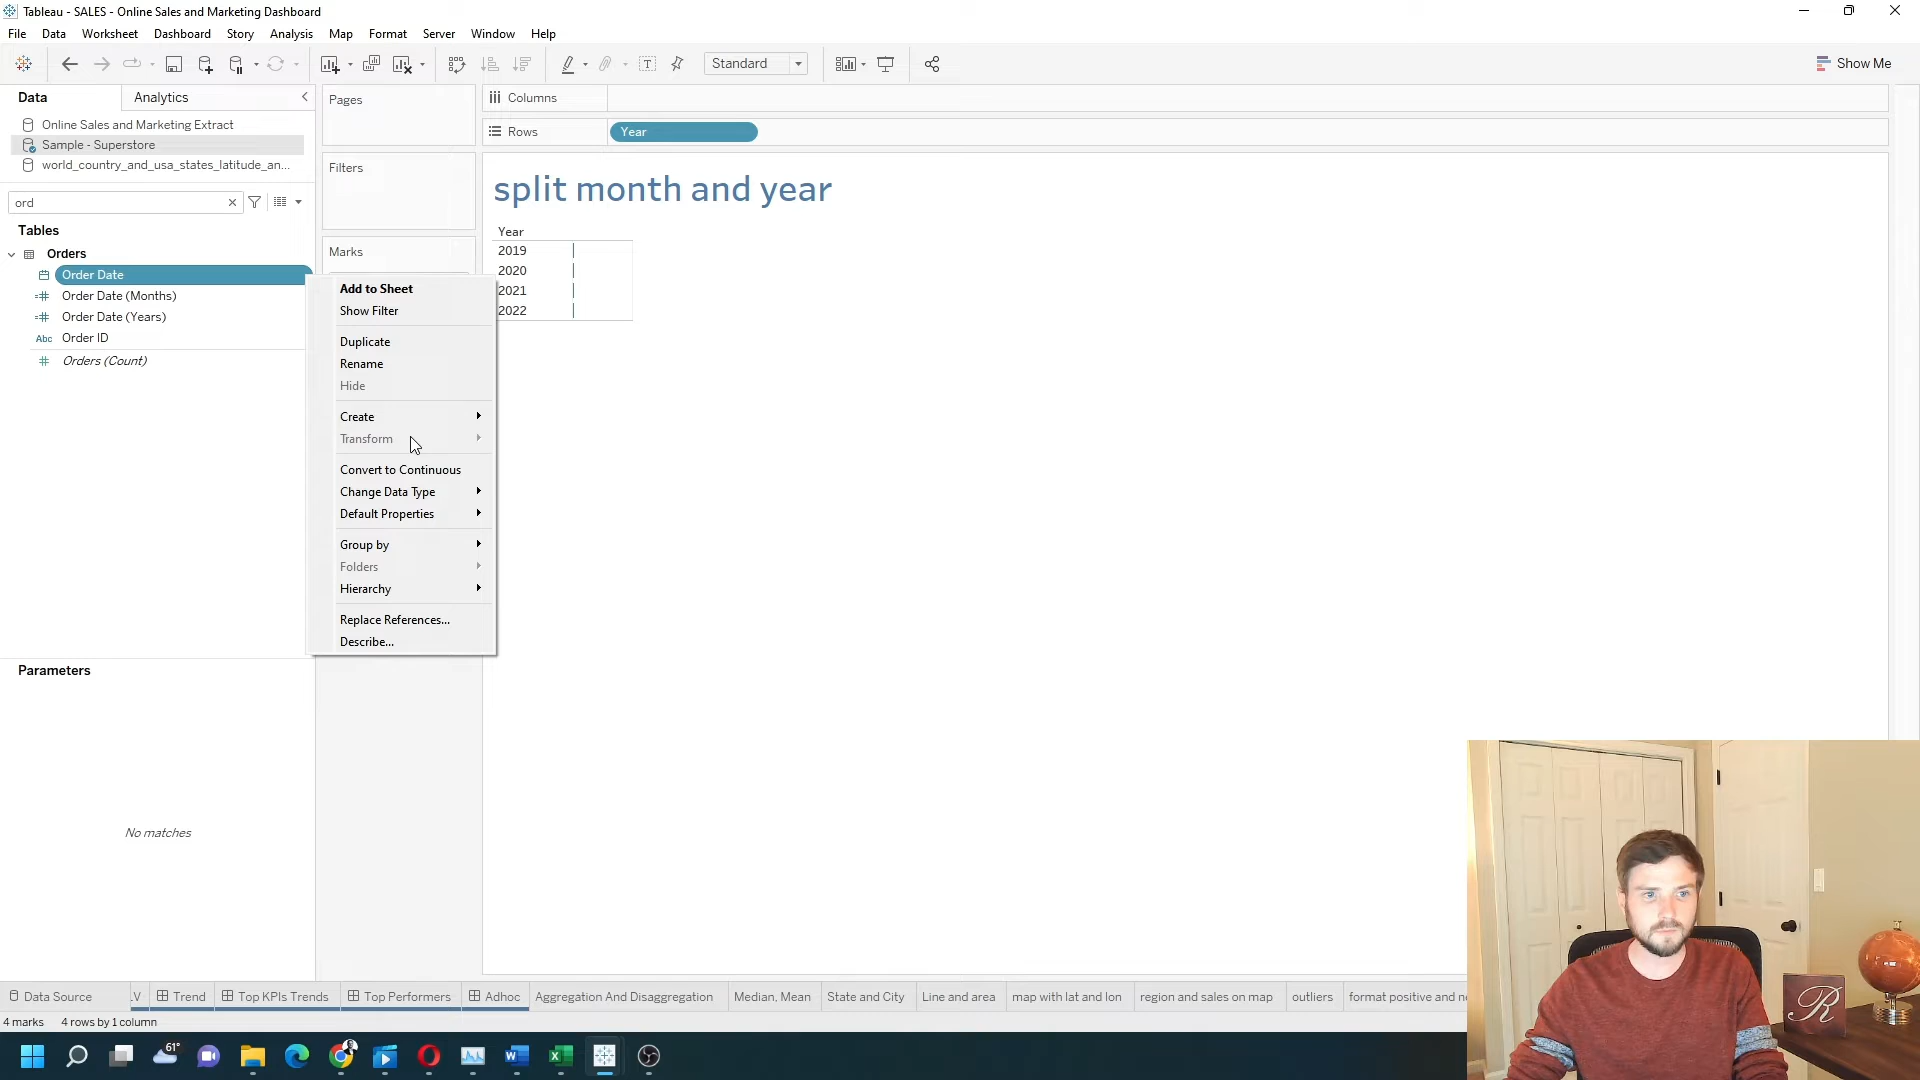 Tableau - SALES - Online Sales and Marketing Dashboard
File Data Worksheet Dashboard Story Analysis Map Format Server Window Help
Standard
Show Me
Data Analytics
Pages
Columns
Online Sales and Marketing Extract
Sample - Superstore
world_country_and_usa_states_latitude_an...
Rows Year
Filters
split month and year
ord
Tables
Orders
Marks
Year
2019
2020
2021
2022
Order Date
Order Date (Months)
Order Date (Years)
Abc Order ID
Orders (Count)
Add to Sheet
Show Filter
Duplicate
Rename
Hide
Create
Transform
Convert to Continuous
Change Data Type
Default Properties
Group by
Folders
Hierarchy
Replace References...
Describe...
Parameters
No matches
R
Data Source LV Trend Top KPIs Trends Top Performers Adhoc Aggregation And Disaggregation Median, Mean State and City Line and area map with lat and lon region and sales on map outliers format positive and ne
4 marks 4 rows by 1 column
61°